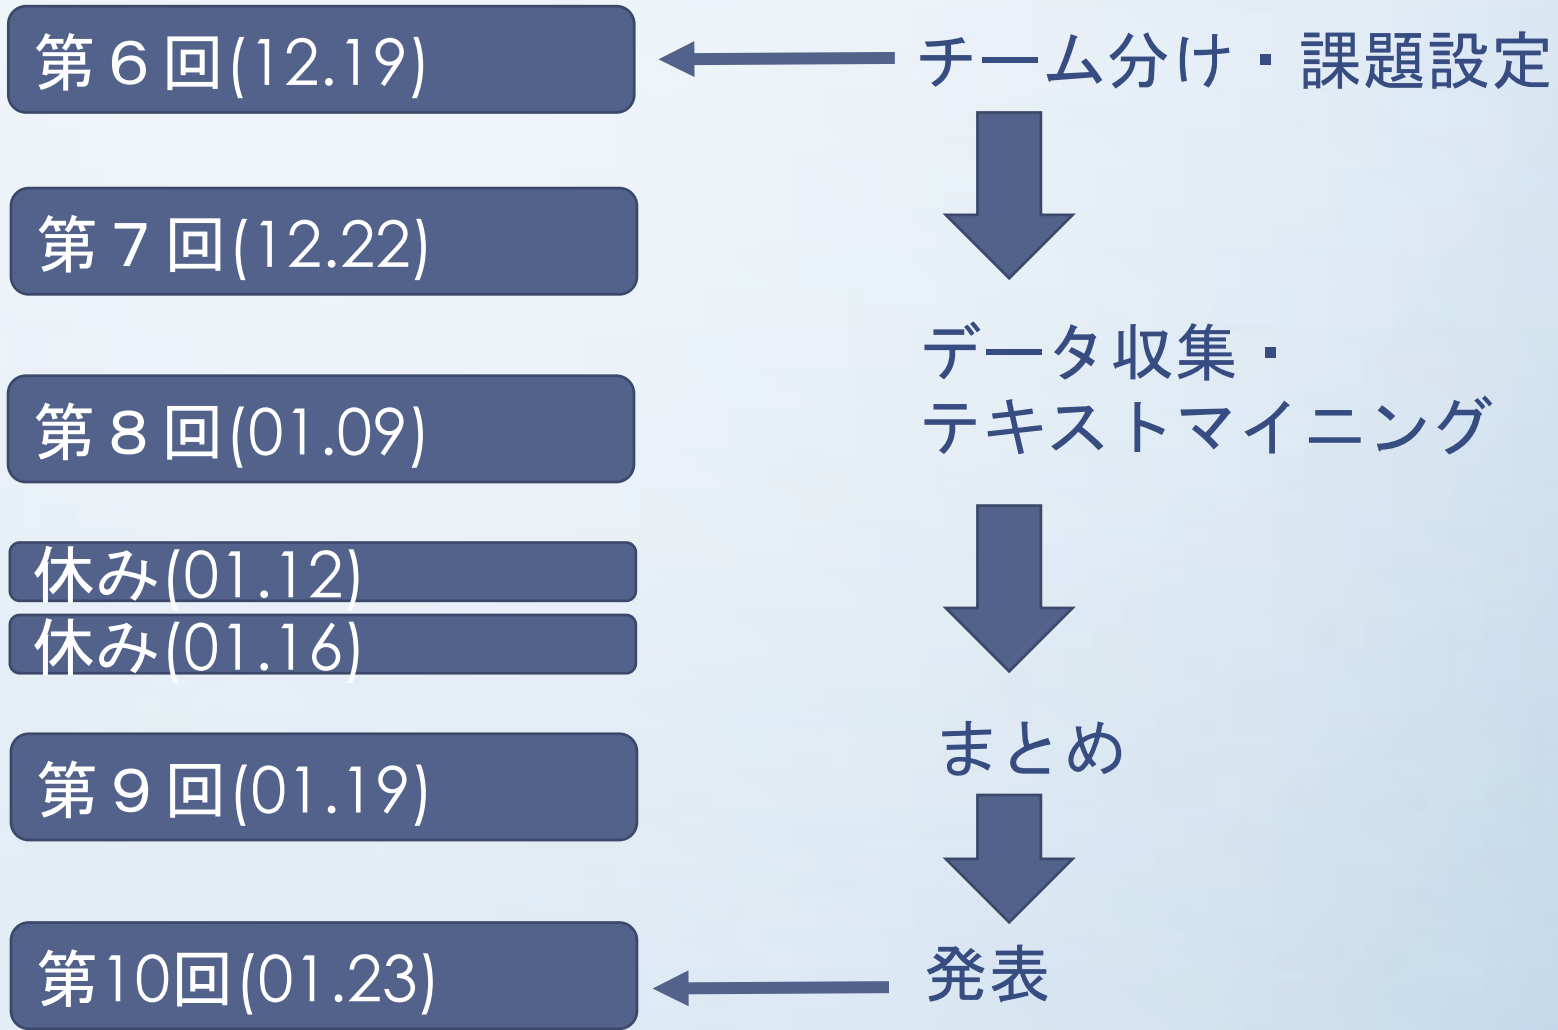 第６回(12.19)
チーム分け・課題設定
第７回(12.22)
データ収集・
テキストマイニング
第８回(01.09)
休み(01.12)
休み(01.16)
まとめ
第９回(01.19)
発表
第10回(01.23)